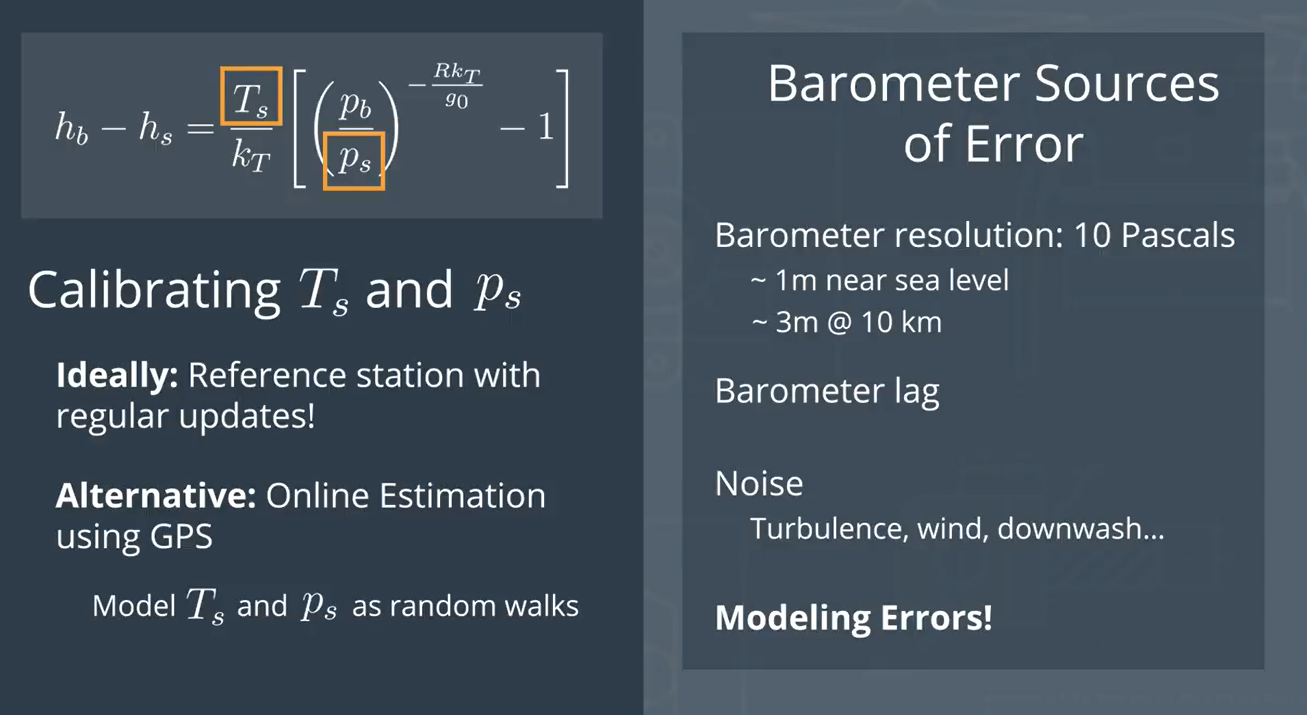 h_b − h_s = \frac{T_s}{k_T} \left[ \left( \frac{p_b}{p_s} \right)^{-\frac{Rk_T}{g_0}} − 1 \right]
Calibrating T_s and p_s
Ideally: Reference station with
regular updates!
Alternative: Online Estimation
using GPS
Model T_s and p_s as random walks
Barometer Sources
of Error
Barometer resolution: 10 Pascals
~ 1m near sea level
~ 3m @ 10 km
Barometer lag
Noise
Turbulence, wind, downwash...
Modeling Errors!